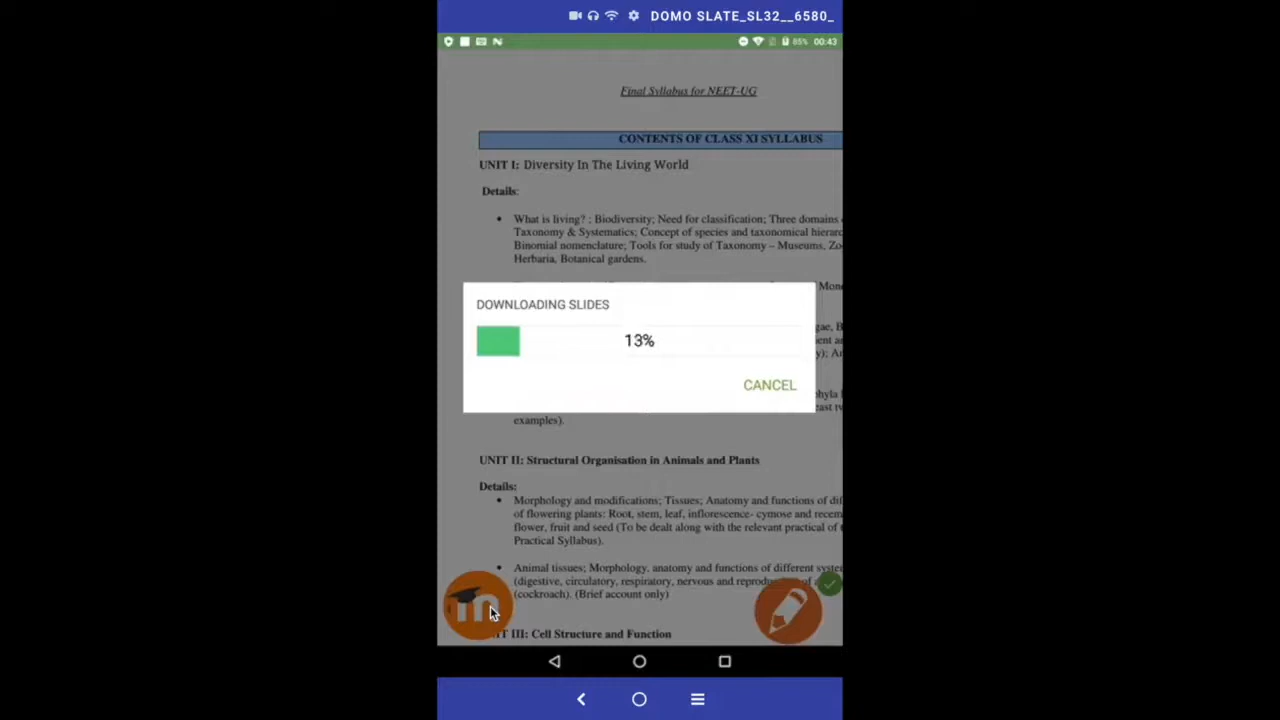 DOMO SLATE_SL32__6580_
85% 00:43
Final Syllabus for NEET-UG
CONTENTS OF CLASS XI SYLLABUS
UNIT I: Diversity In The Living World
Details:
• What is living? ; Biodiversity; Need for classification; Three domains
Taxonomy & Systematics; Concept of species and taxonomical
Binomial nomenclature; Tools for study of Taxonomy – Museums,
Herbaria, Botanical gardens.
DOWNLOADING SLIDES
13%
CANCEL
examples).
UNIT II: Structural Organisation in Animals and Plants
Details:
• Morphology and modifications; Tissues; Anatomy and functions of
of flowering plants: Root, stem, leaf, inflorescence- cymose and
flower, fruit and seed (To be dealt along with the relevant practical of
Practical Syllabus).
• Animal tissues; Morphology, anatomy and functions of different
(digestive, circulatory, respiratory, nervous and
(cockroach). (Brief account only)
III: Cell Structure and Function